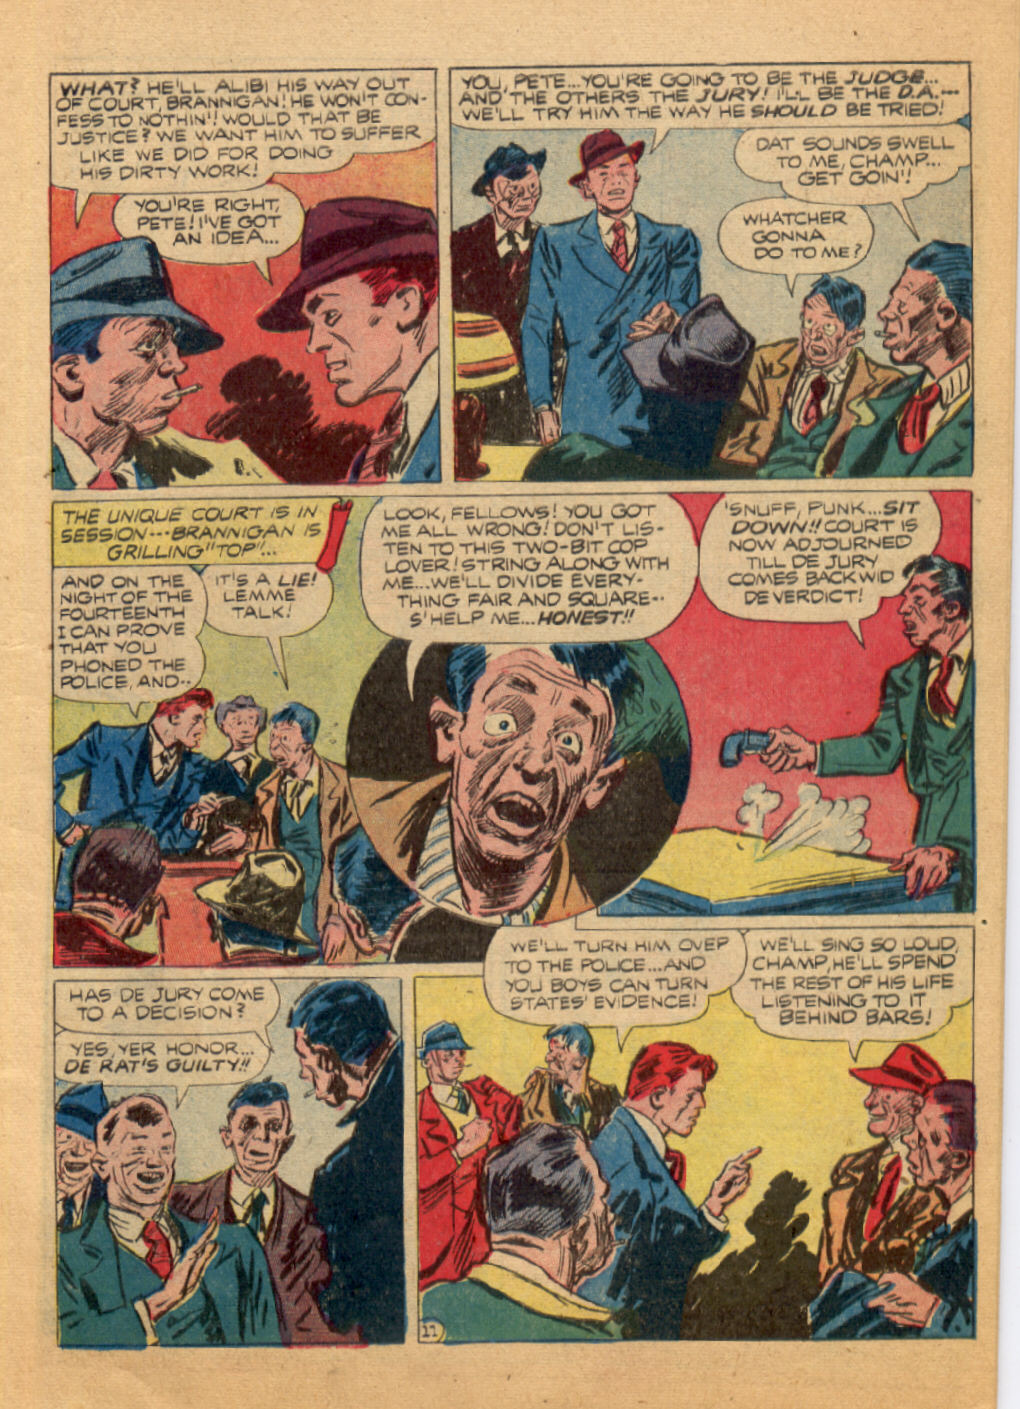 WHAT? HE'LL ALIBI HIS WAY OUT
OF COURT, BRANNIGAN! HE WON'T CON-
FESS TO NOTHIN'! WOULD THAT BE
JUSTICE? WE WANT HIM TO SUFFER
LIKE WE DID FOR DOING
HIS DIRTY WORK!
YOU'RE RIGHT,
PETE! I'VE GOT
AN IDEA...
YOU, PETE...YOU'RE GOING TO BE THE JUDGE...
AND THE OTHERS THE JURY! I'LL BE THE D.A.---
WE'LL TRY HIM THE WAY HE SHOULD BE TRIED!
DAT SOUNDS SWELL
TO ME, CHAMP...
GET GOIN'!
WHATCHER
GONNA
DO TO ME?
THE UNIQUE COURT IS IN
SESSION---BRANNIGAN IS
GRILLING "TOP"...
AND ON THE
NIGHT OF THE
FOURTEENTH
I CAN PROVE
THAT YOU
PHONED THE
POLICE, AND--
IT'S A LIE!
LEMME
TALK!
LOOK, FELLOWS! YOU GOT
ME ALL WRONG! DON'T LIS-
TEN TO THIS TWO-BIT COP
LOVER! STRING ALONG WITH
ME...WE'LL DIVIDE EVERY-
THING FAIR AND SQUARE--
S'HELP ME...HONEST!!
'SNUFF, PUNK...SIT
DOWN!! COURT IS
NOW ADJOURNED
TILL DE JURY
COMES BACK WID
DE VERDICT!
HAS DE JURY COME
TO A DECISION?
YES, YER HONOR...
DE RAT'S GUILTY!!
WE'LL TURN HIM OVER
TO THE POLICE...AND
YOU BOYS CAN TURN
STATES' EVIDENCE!
WE'LL SING SO LOUD,
CHAMP, HE'LL SPEND
THE REST OF HIS LIFE
LISTENING TO IT
BEHIND BARS!
11